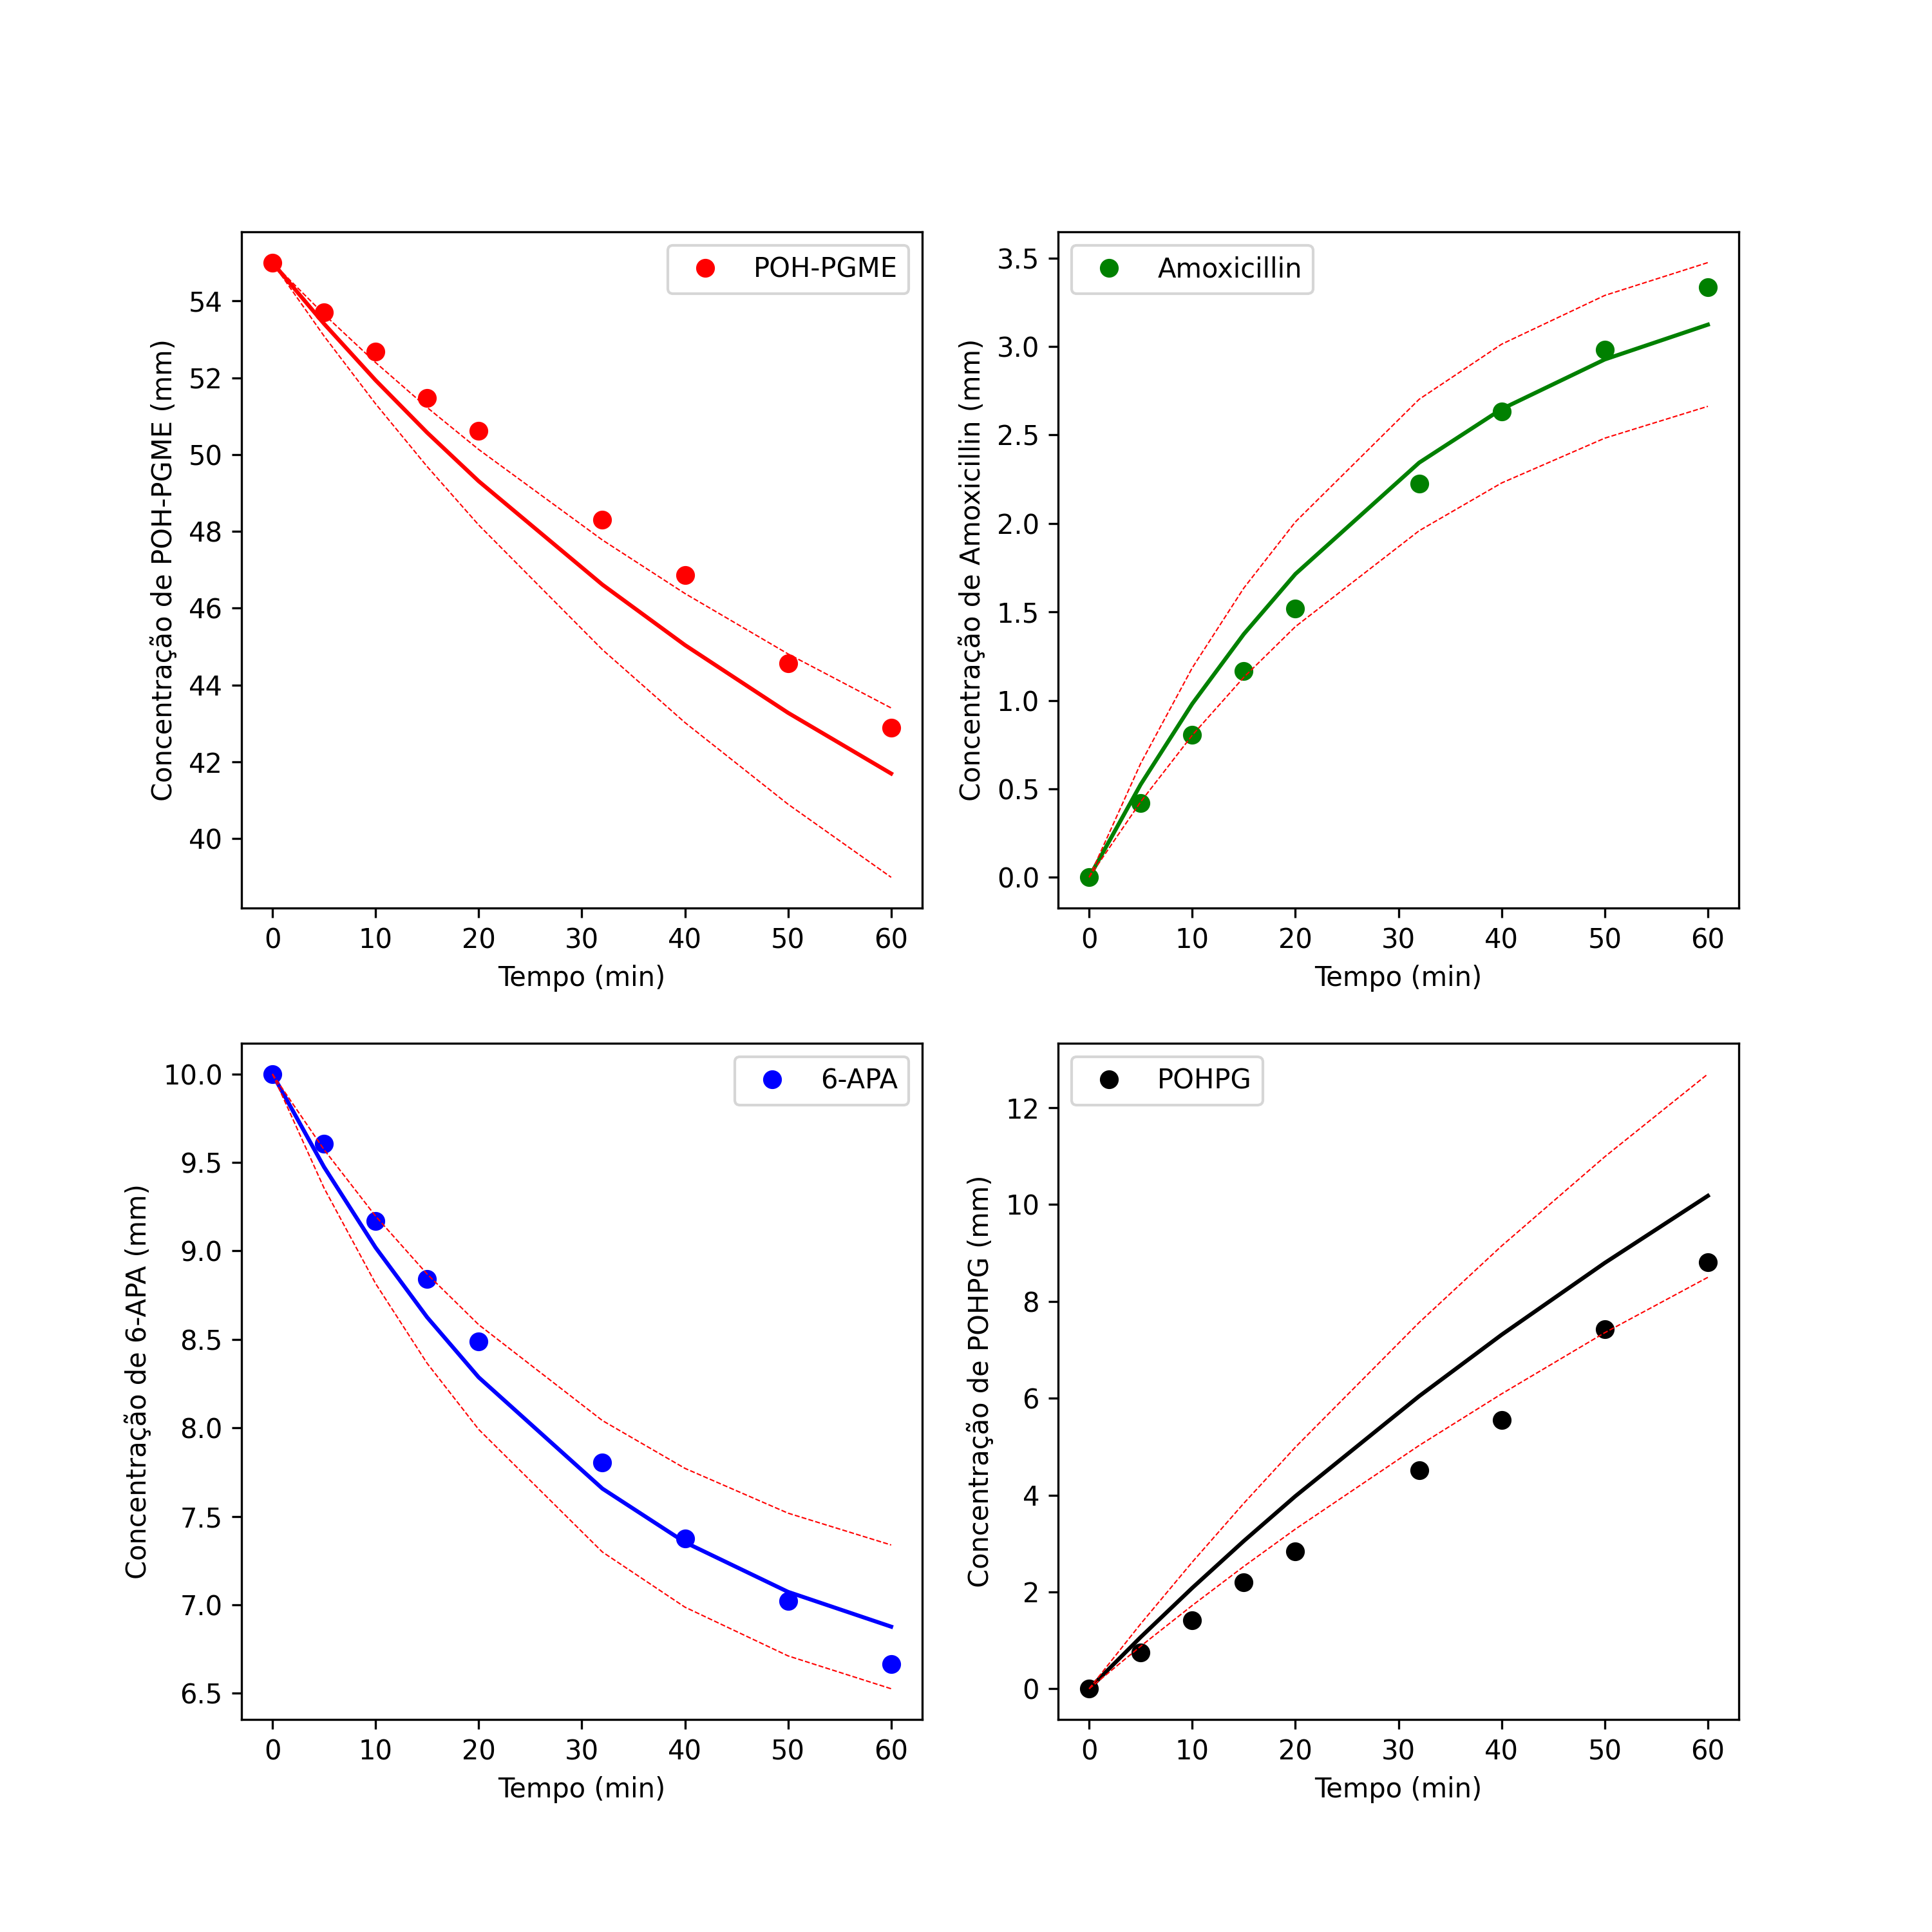 POH-PGME
Concentração de POH-PGME (mm)
54
52
50
48
46
44
42
40
0 10 20 30 40 50 60
Tempo (min)
Amoxicillin
Concentração de Amoxicillin (mm)
3.5
3.0
2.5
2.0
1.5
1.0
0.5
0.0
0 10 20 30 40 50 60
Tempo (min)
6-APA
Concentração de 6-APA (mm)
10.0
9.5
9.0
8.5
8.0
7.5
7.0
6.5
0 10 20 30 40 50 60
Tempo (min)
POHPG
Concentração de POHPG (mm)
12
10
8
6
4
2
0
0 10 20 30 40 50 60
Tempo (min)